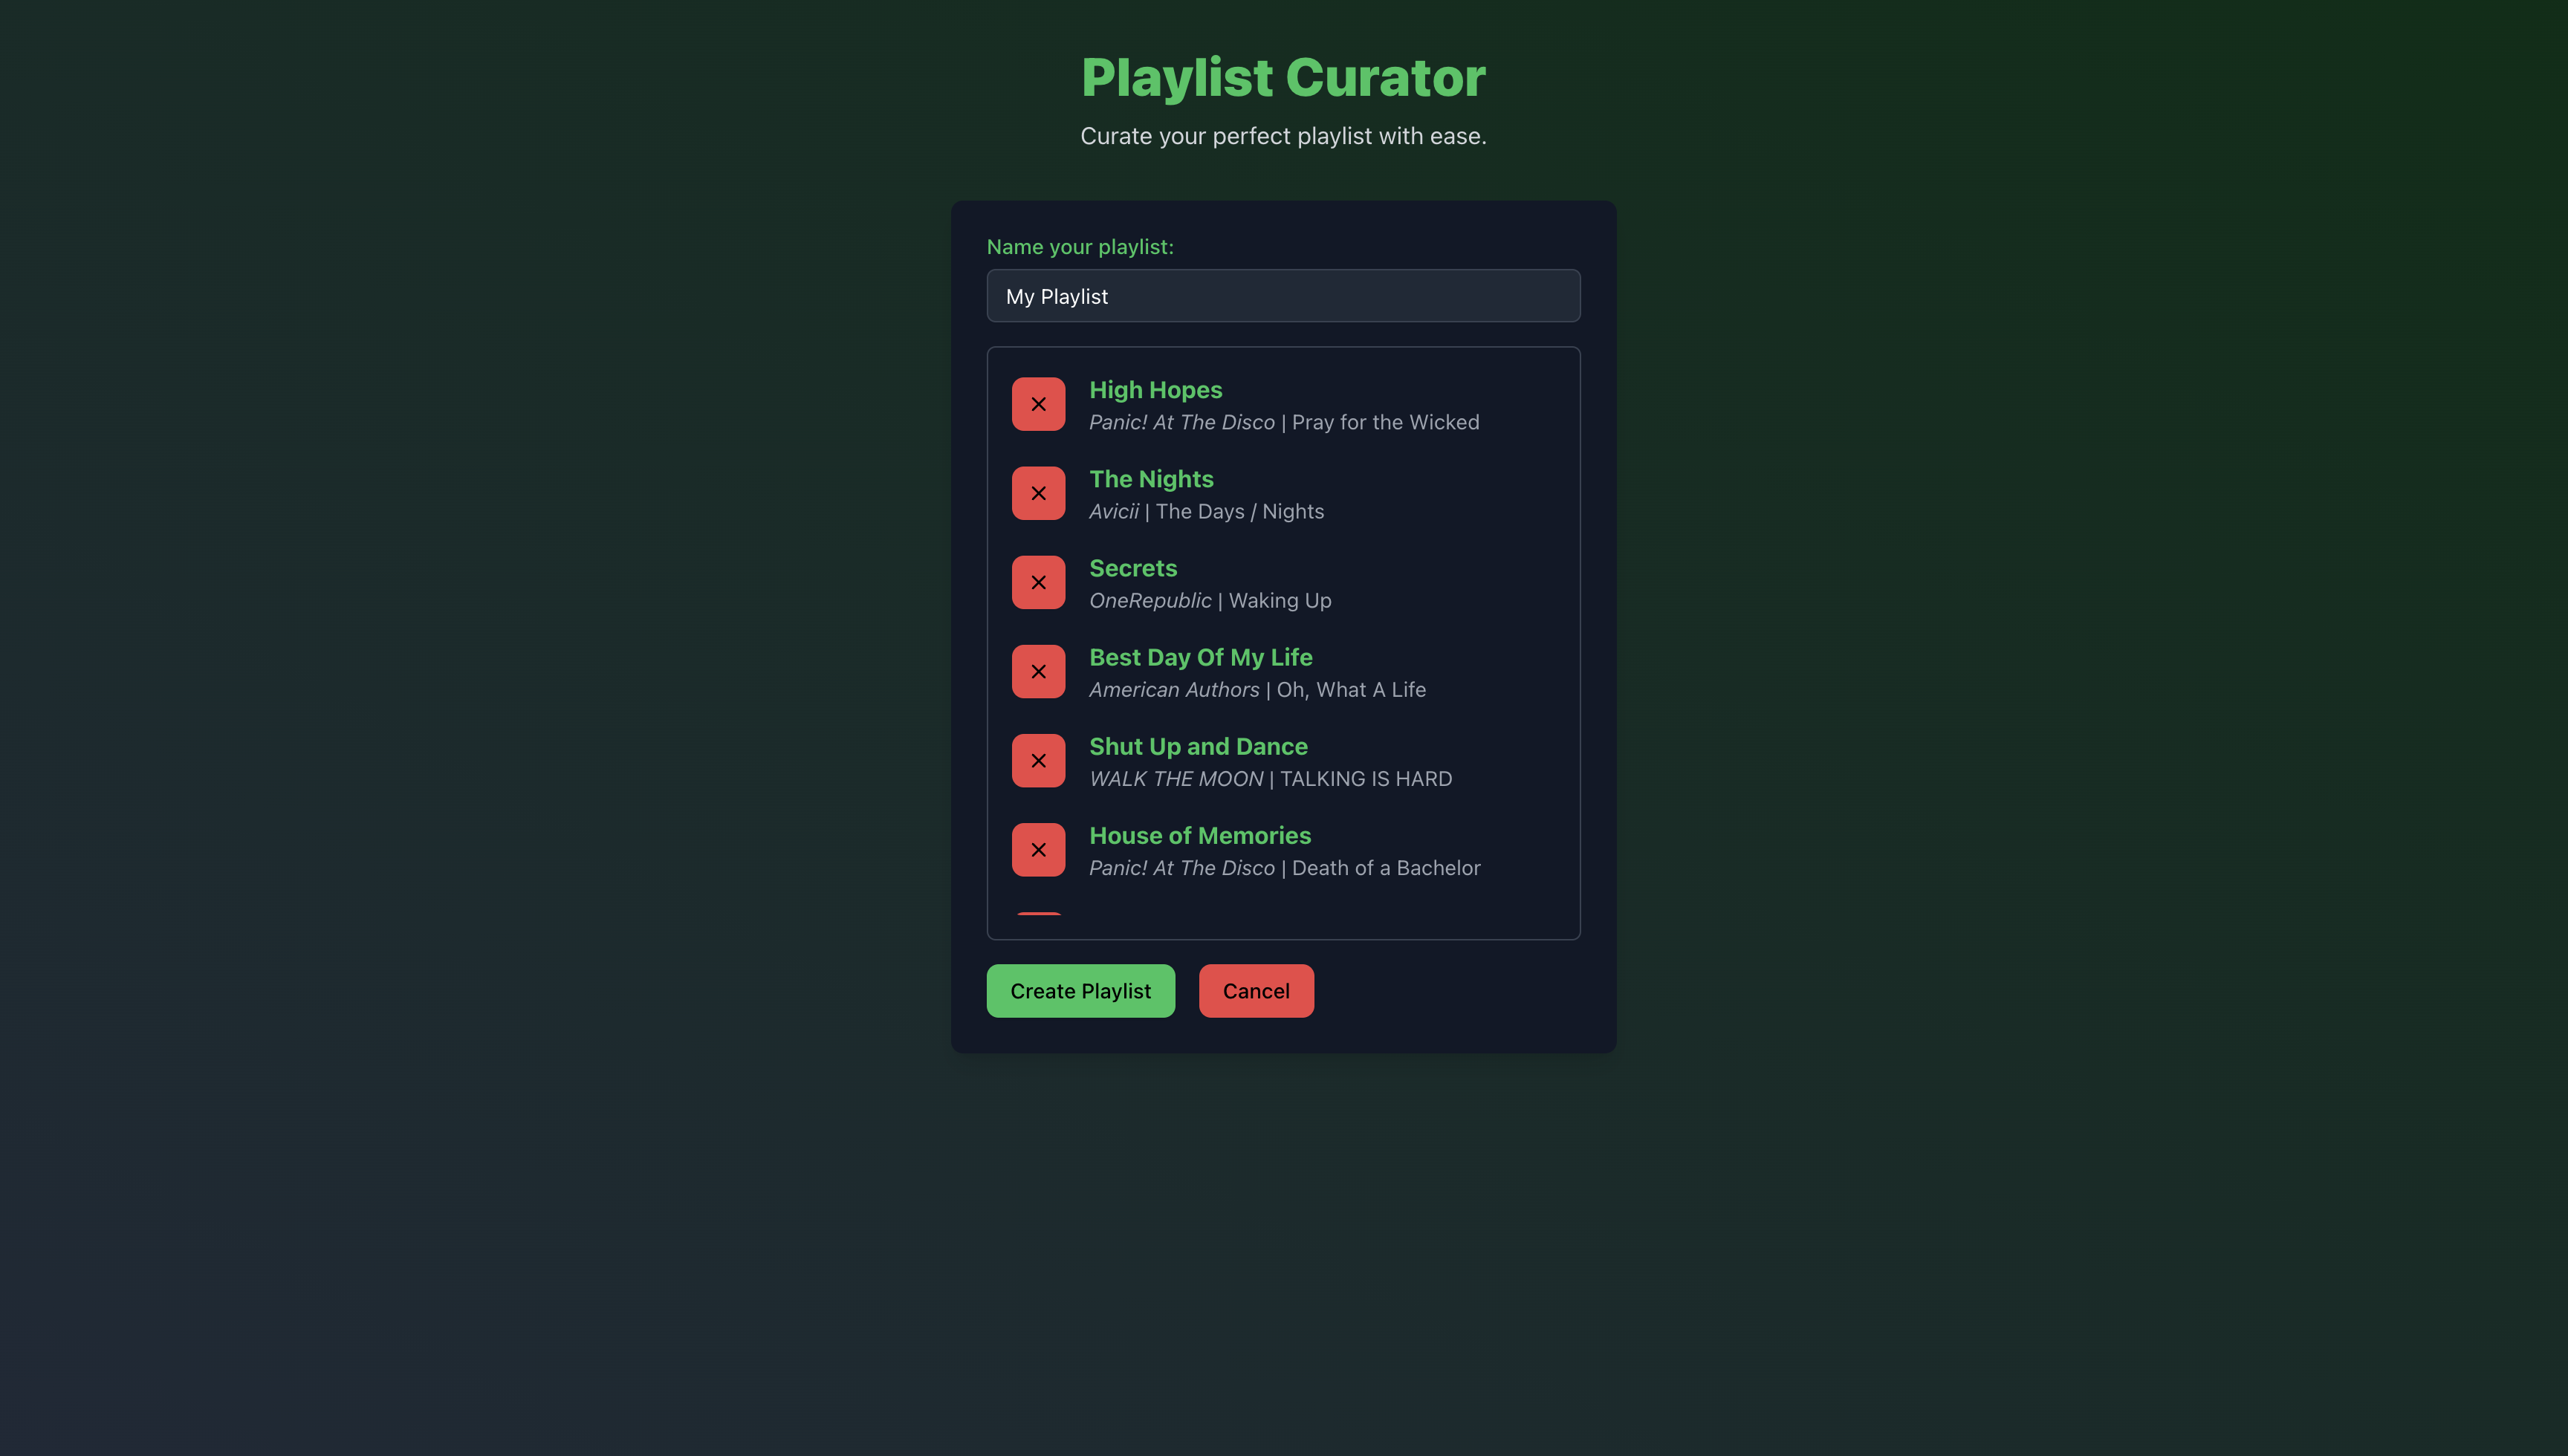 Playlist Curator
Curate your perfect playlist with ease.
Name your playlist:
My Playlist
High Hopes
Panic! At The Disco | Pray for the Wicked
The Nights
Avicii | The Days / Nights
Secrets
OneRepublic | Waking Up
Best Day Of My Life
American Authors | Oh, What A Life
Shut Up and Dance
WALK THE MOON | TALKING IS HARD
House of Memories
Panic! At The Disco | Death of a Bachelor
Create Playlist
Cancel